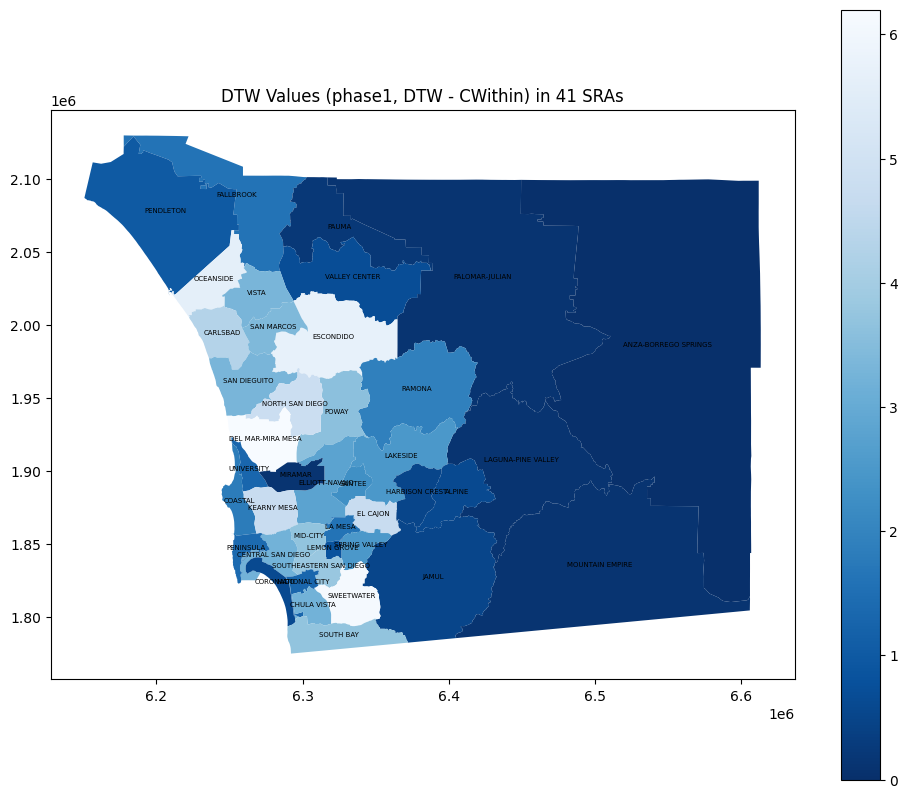 DTW Values (phase1, DTW - CWithin) in 41 SRAs
1e6
2.10
2.05
2.00
1.95
1.90
1.85
1.80
6.2
6.3
6.4
6.5
6.6
1e6
6
5
4
3
2
1
0
FALLBROOK
PENDLETON
PAUMA
OCEANSIDE
VALLEY CENTER
PALOMAR-JULIAN
VISTA
CARLSBAD
SAN MARCOS
ESCONDIDO
ANZA-BORREGO SPRINGS
SAN DIEGUITO
RAMONA
NORTH SAN DIEGO
POWAY
DEL MAR-MIRA MESA
LAKESIDE
LAGUNA-PINE VALLEY
UNIVERSITY
MIRAMAR
ELLIOTT-NAVAJO
SANTEE
HARBISON CREST
ALPINE
COASTAL
KEARNY MESA
EL CAJON
LA MESA
MID-CITY
PENINSULA
LEMON GROVE
SPRING VALLEY
CENTRAL SAN DIEGO
SOUTHEASTERN SAN DIEGO
MOUNTAIN EMPIRE
CORONADO
NATIONAL CITY
JAMUL
SWEETWATER
CHULA VISTA
SOUTH BAY